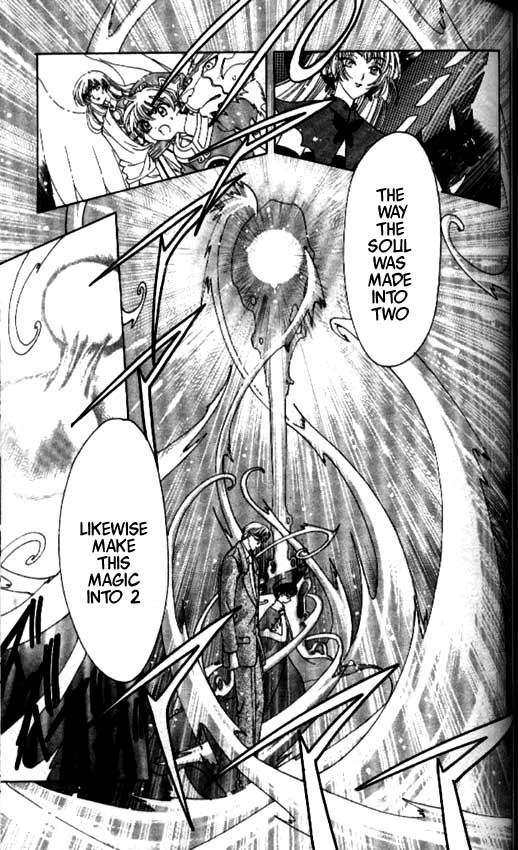 THE
WAY
THE
SOUL
WAS
MADE
INTO
TWO
LIKEWISE
MAKE
THIS
MAGIC
INTO 2